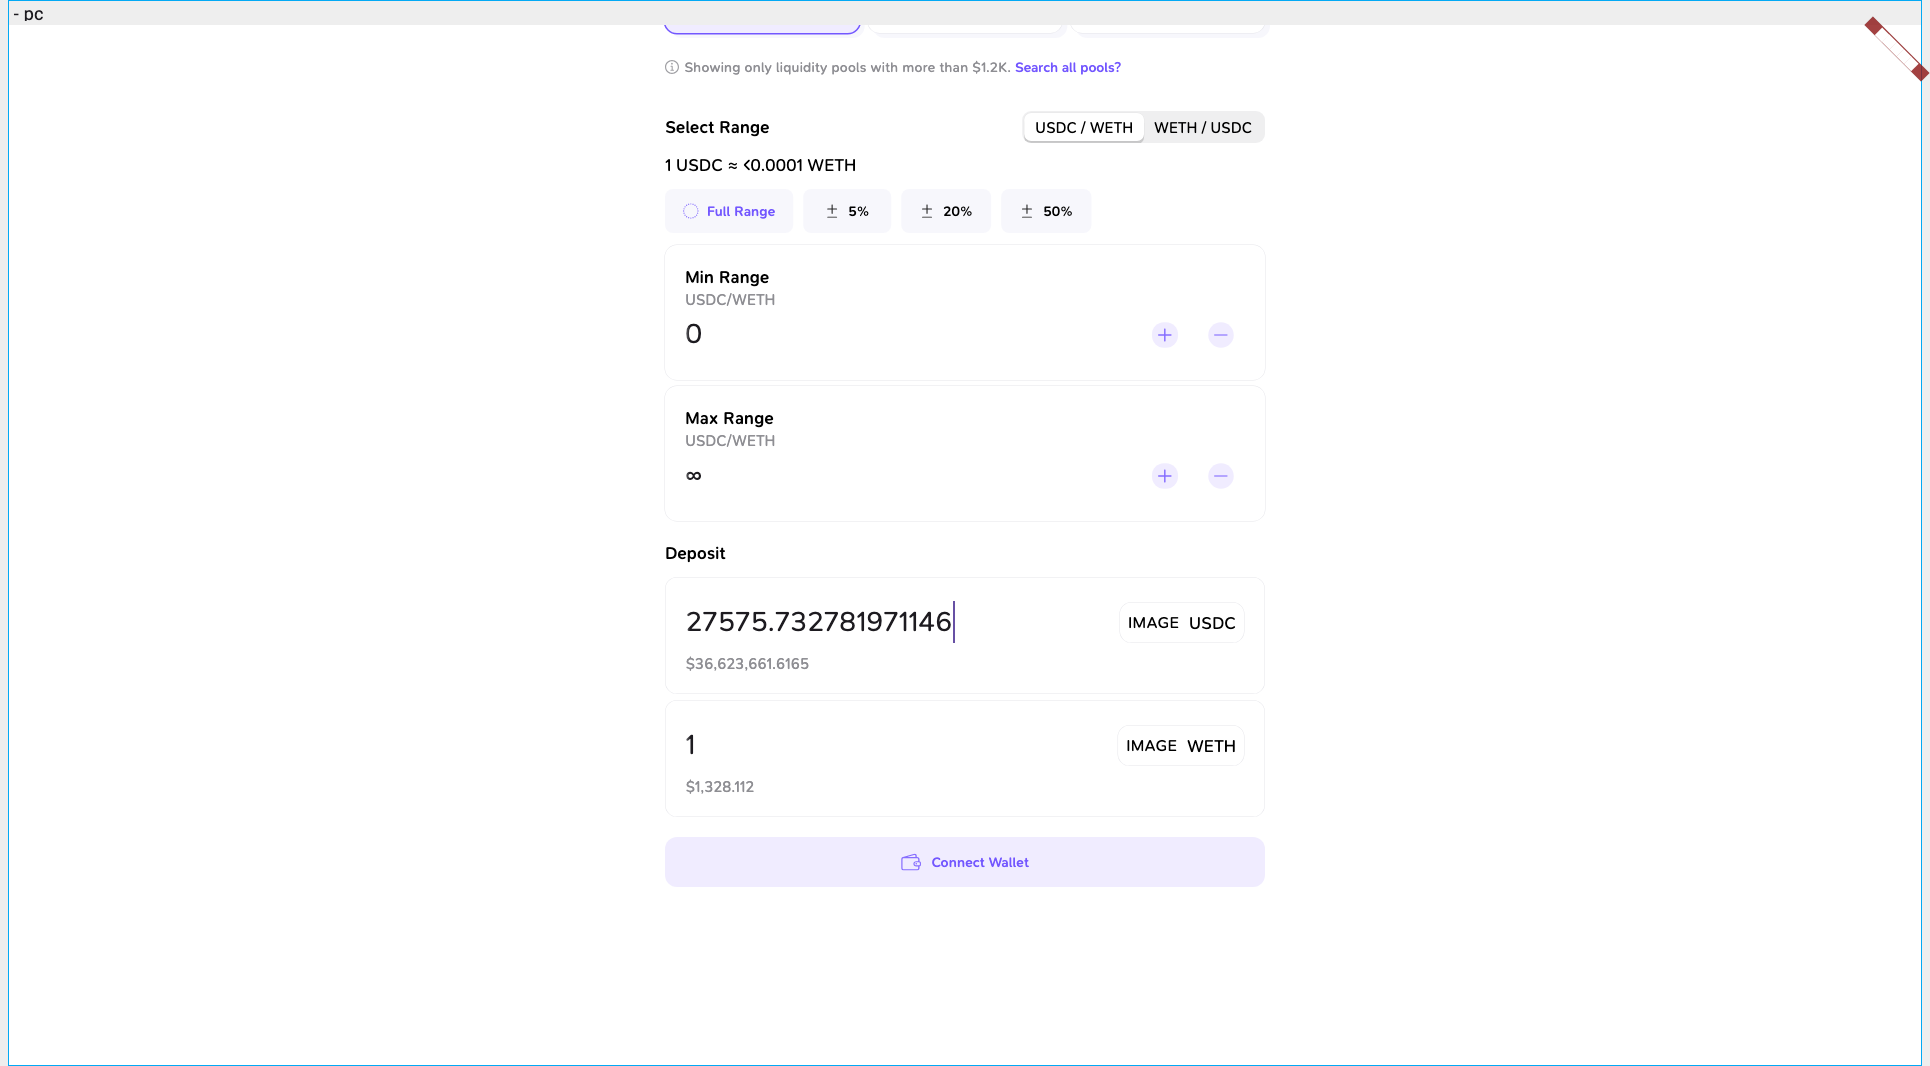 - pc
Showing only liquidity pools with more than $1.2K. Search all pools?
Select Range
USDC / WETH WETH / USDC
1 USDC ≈ <0.0001 WETH
Full Range ± 5% ± 20% ± 50%
Min Range
USDC/WETH
0
Max Range
USDC/WETH
∞
Deposit
27575.732781971146 IMAGE USDC
$36,623,661.6165
1 IMAGE WETH
$1,328.112
Connect Wallet